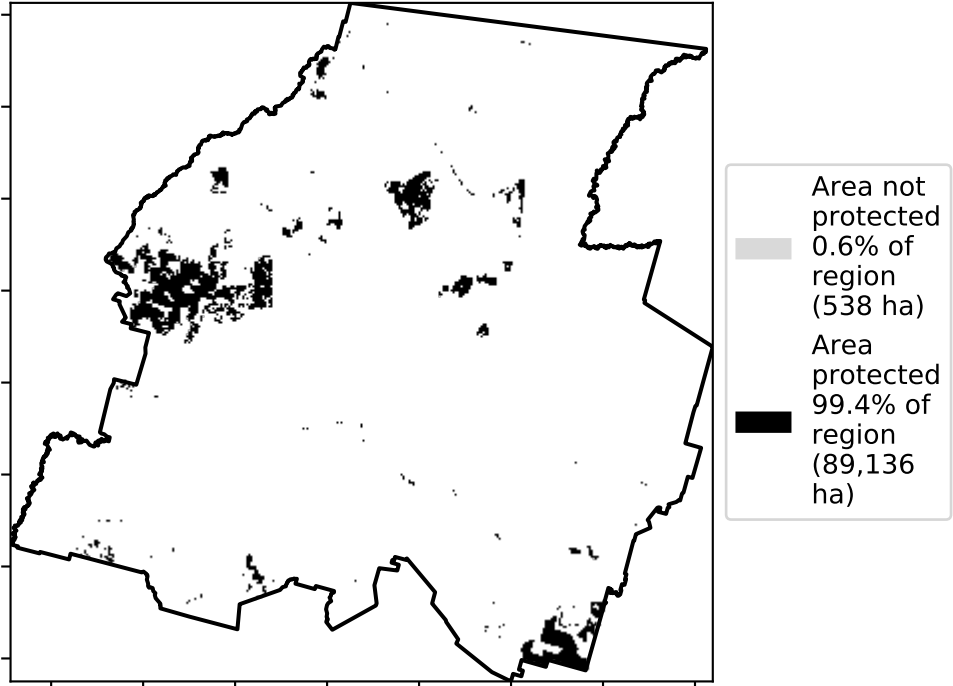 Area not
protected
0.6% of
region
(538 ha)
Area
protected
99.4% of
region
(89,136
ha)